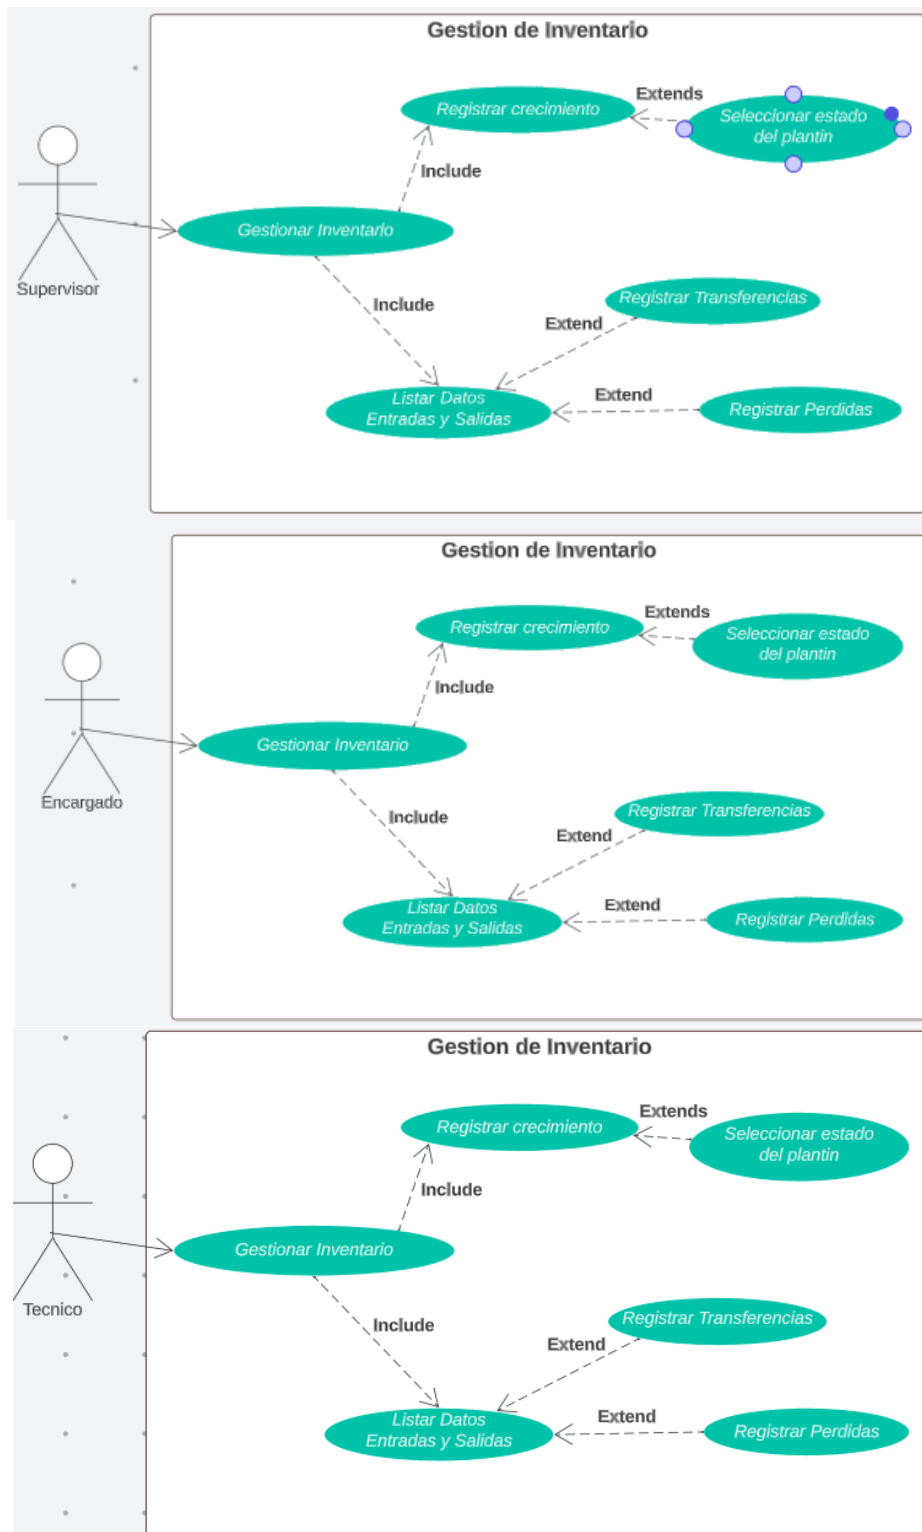 Gestion de Inventario
Registrar crecimiento
Extends
Seleccionar estado
del plantin
Include
Gestionar Inventario
Supervisor
Include
Registrar Transferencias
Extend
Listar Datos
Entradas y Salidas
Extend
Registrar Perdidas
Gestion de Inventario
Registrar crecimiento
Extends
Seleccionar estado
del plantin
Include
Gestionar Inventario
Encargado
Include
Registrar Transferencias
Extend
Listar Datos
Entradas y Salidas
Extend
Registrar Perdidas
Gestion de Inventario
Registrar crecimiento
Extends
Seleccionar estado
del plantin
Include
Gestionar Inventario
Tecnico
Include
Registrar Transferencias
Extend
Listar Datos
Entradas y Salidas
Extend
Registrar Perdidas